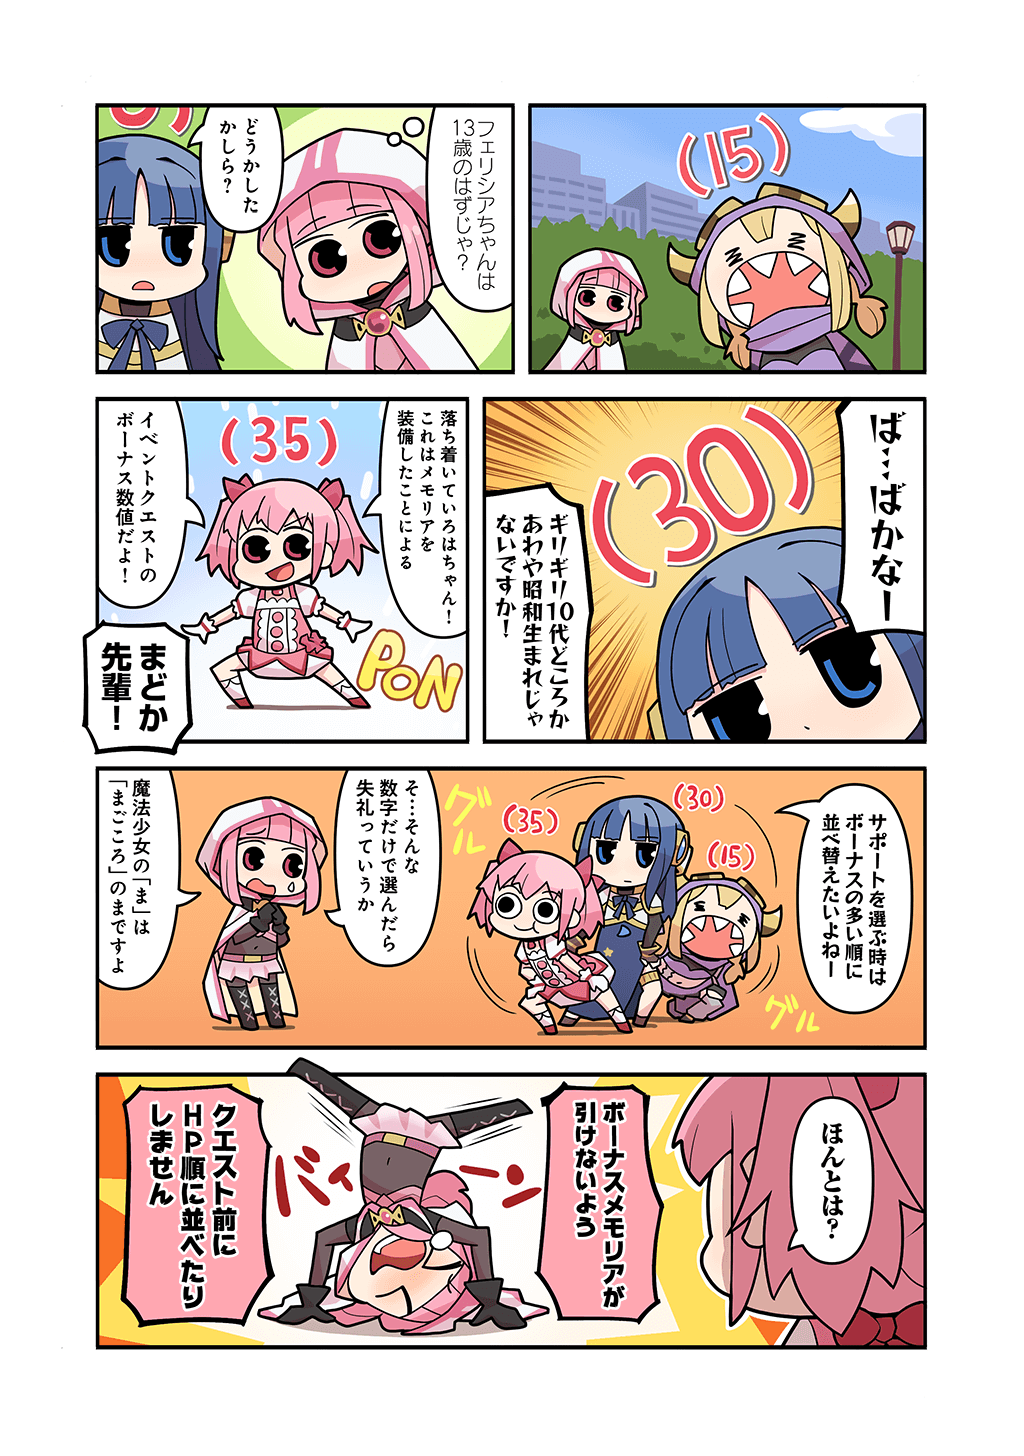 (15)
フェリシアちゃんは
13歳のはずじゃ?
どうかした
かしら?
ば…ばかなー
(30)
ギリギリ10代どころか
あわや昭和生まれじゃ
ないですか!
落ち着いていろはちゃん!
これはメモリアを
装備したことによる
(35)
イベントクエストの
ボーナス数値だよ!
PON
まどか
先輩!
サポートを選ぶ時は
ボーナスの多い順に
並べ替えたいよねー
(15)
(30)
(35)
グル
グル
そ…そんな
数字だけで選んだら
失礼っていうか
魔法少女の「ま」は
「まごころ」のまですよ
ほんとは?
ボーナスメモリアが
引けないよう
バィーン
クエスト前に
HP順に並べたり
しません